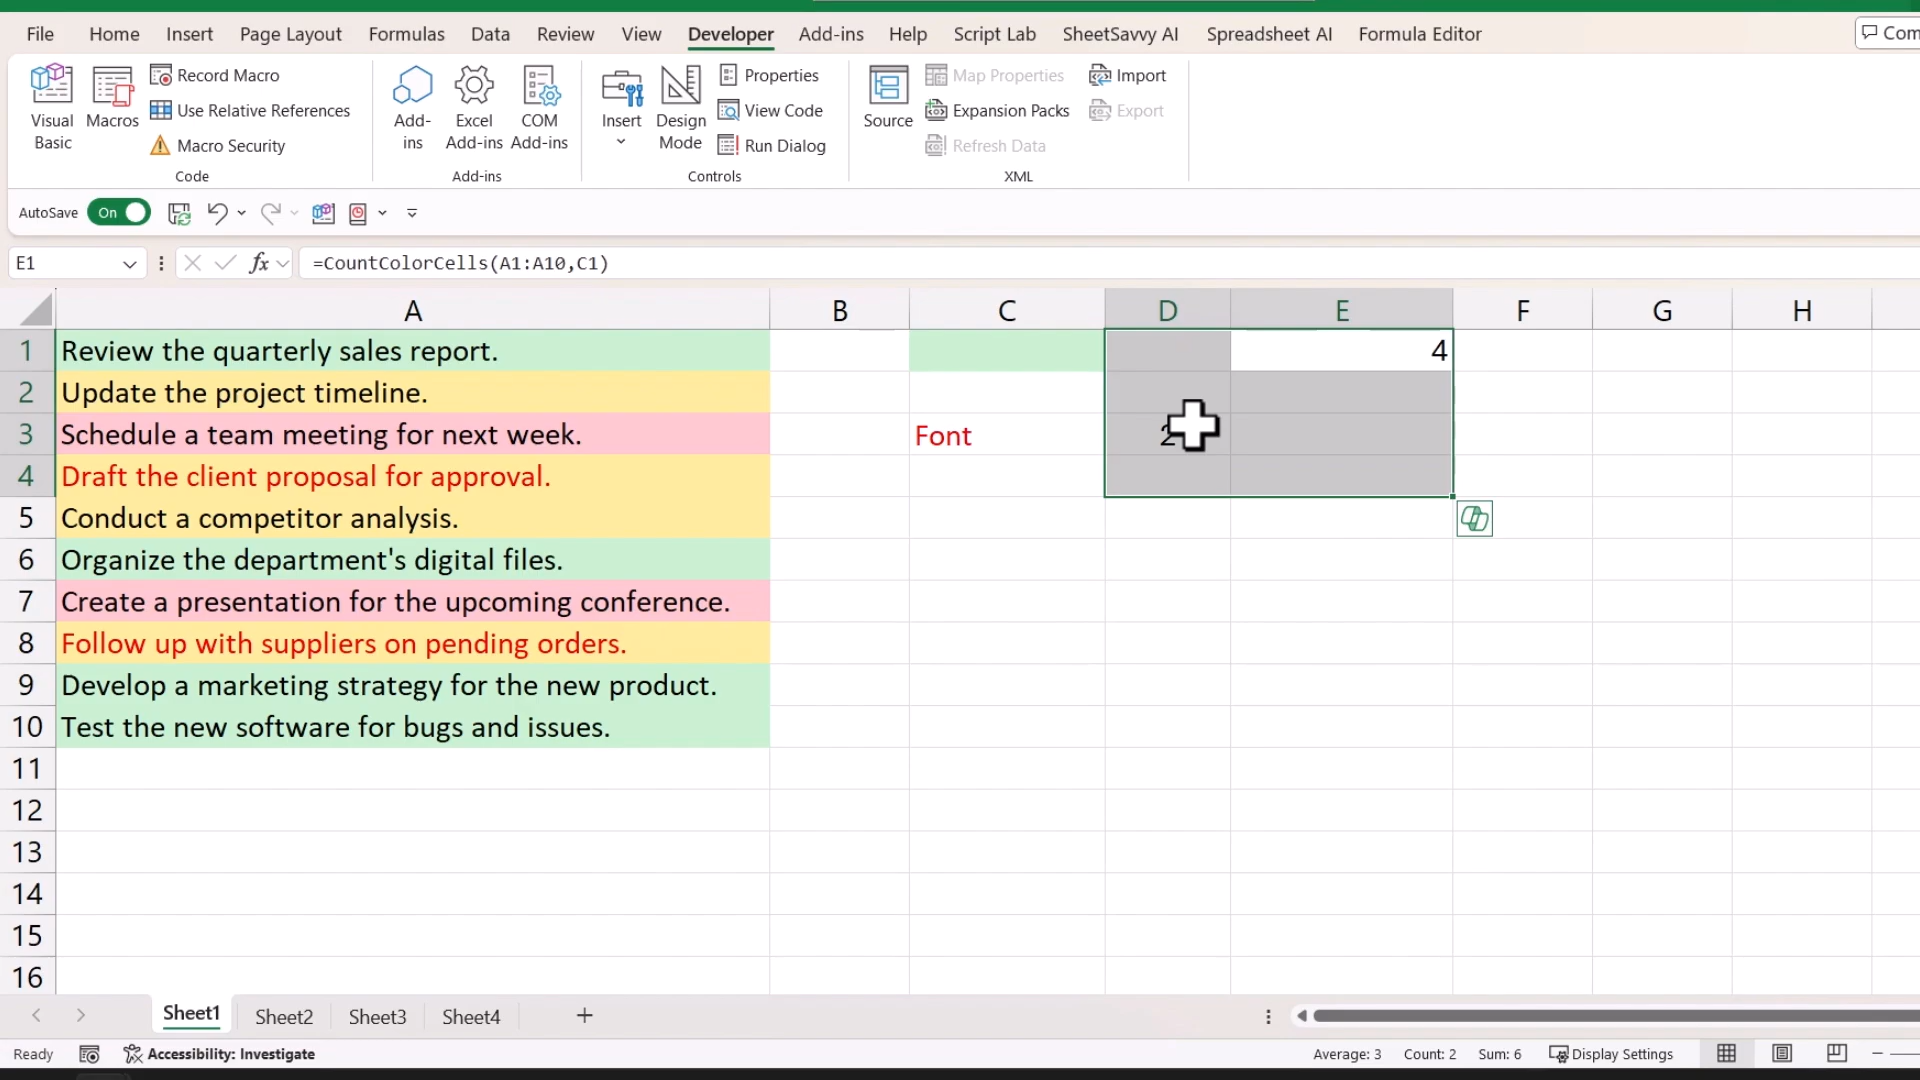 File Home Insert Page Layout Formulas Data Review View Developer Add-ins Help Script Lab SheetSavvy AI Spreadsheet AI Formula Editor
Visual Basic
Macros
Record Macro
Use Relative References
Macro Security
Code
Add-ins
Excel Add-ins
COM Add-ins
Add-ins
Insert
Design Mode
Properties
View Code
Run Dialog
Controls
Source
Map Properties
Expansion Packs
Refresh Data
Import
Export
XML
AutoSave On
E1 fx =CountColorCells(A1:A10,C1)
A B C D E F G H
1 Review the quarterly sales report. 4
2 Update the project timeline.
3 Schedule a team meeting for next week. Font 2
4 Draft the client proposal for approval.
5 Conduct a competitor analysis.
6 Organize the department's digital files.
7 Create a presentation for the upcoming conference.
8 Follow up with suppliers on pending orders.
9 Develop a marketing strategy for the new product.
10 Test the new software for bugs and issues.
11
12
13
14
15
16
Sheet1 Sheet2 Sheet3 Sheet4
Ready Accessibility: Investigate Average: 3 Count: 2 Sum: 6 Display Settings